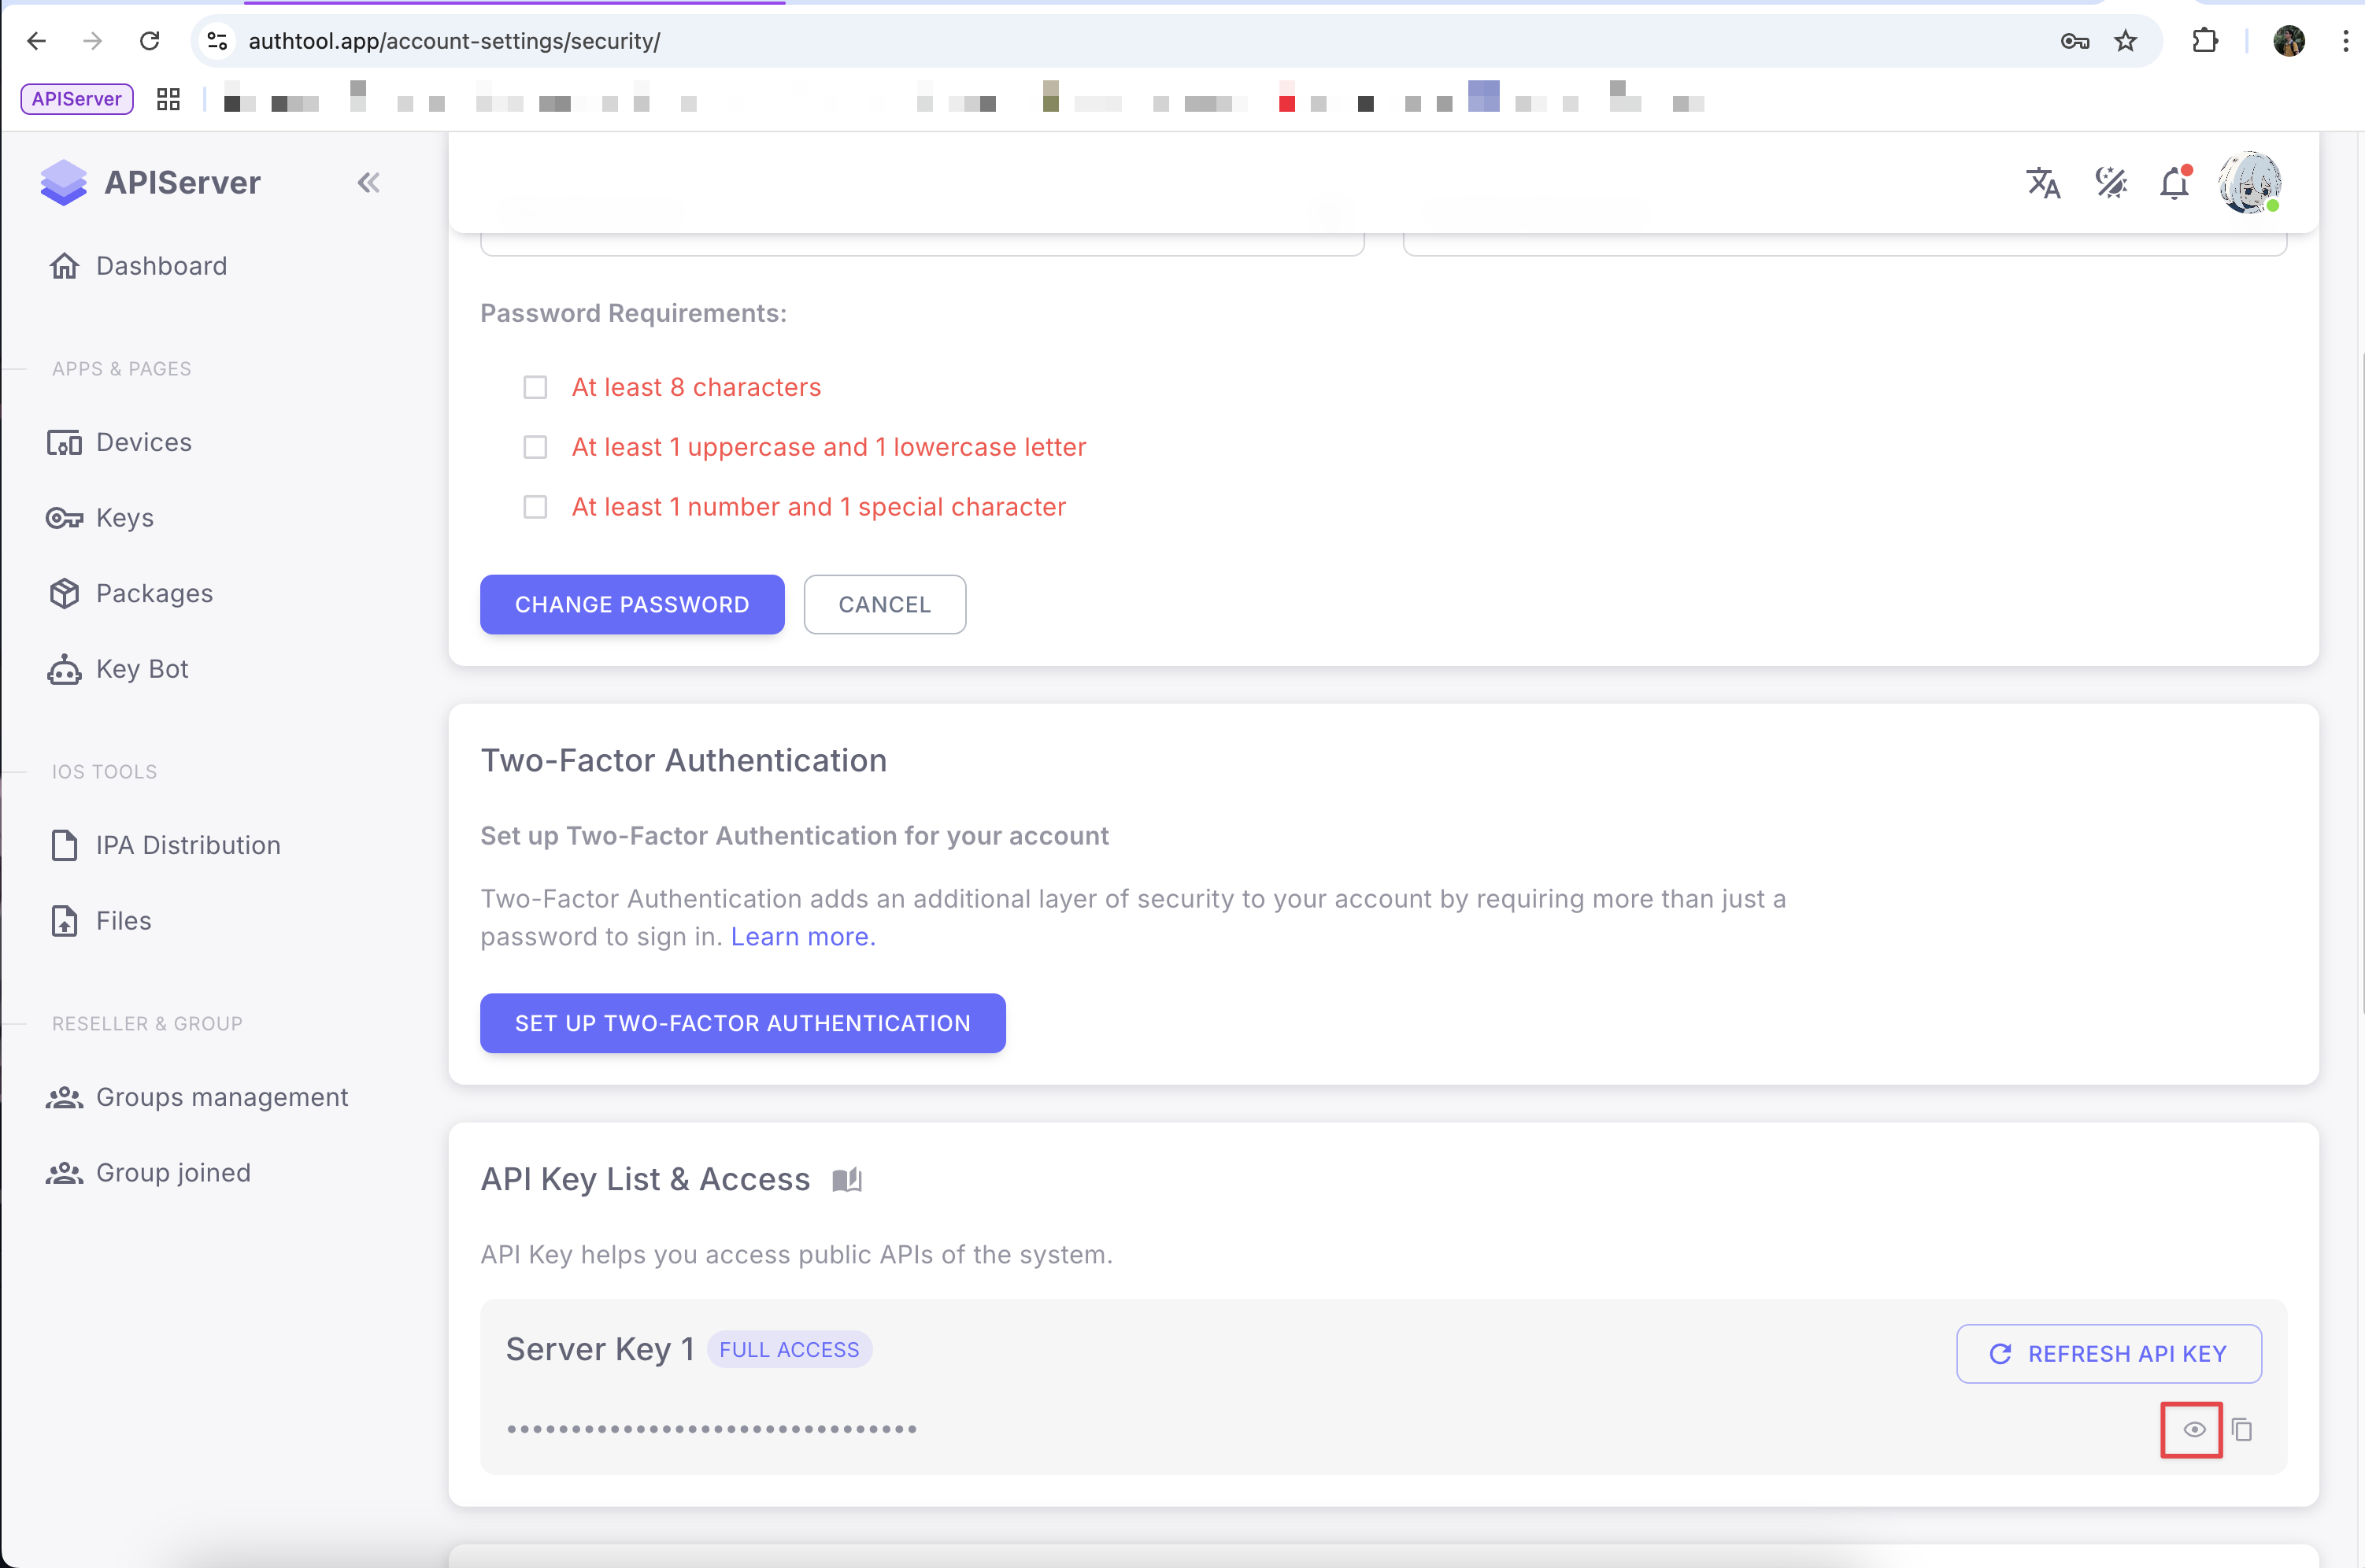 authtool.app/account-settings/security/
APIServer
APIServer
Dashboard
APPS & PAGES
Devices
Keys
Packages
Key Bot
IOS TOOLS
IPA Distribution
Files
RESELLER & GROUP
Groups management
Group joined
Password Requirements:
At least 8 characters
At least 1 uppercase and 1 lowercase letter
At least 1 number and 1 special character
CHANGE PASSWORD
CANCEL
Two-Factor Authentication
Set up Two-Factor Authentication for your account
Two-Factor Authentication adds an additional layer of security to your account by requiring more than just a
password to sign in. Learn more.
SET UP TWO-FACTOR AUTHENTICATION
API Key List & Access
API Key helps you access public APIs of the system.
Server Key 1
FULL ACCESS
REFRESH API KEY
••••••••••••••••••••••••••••••••